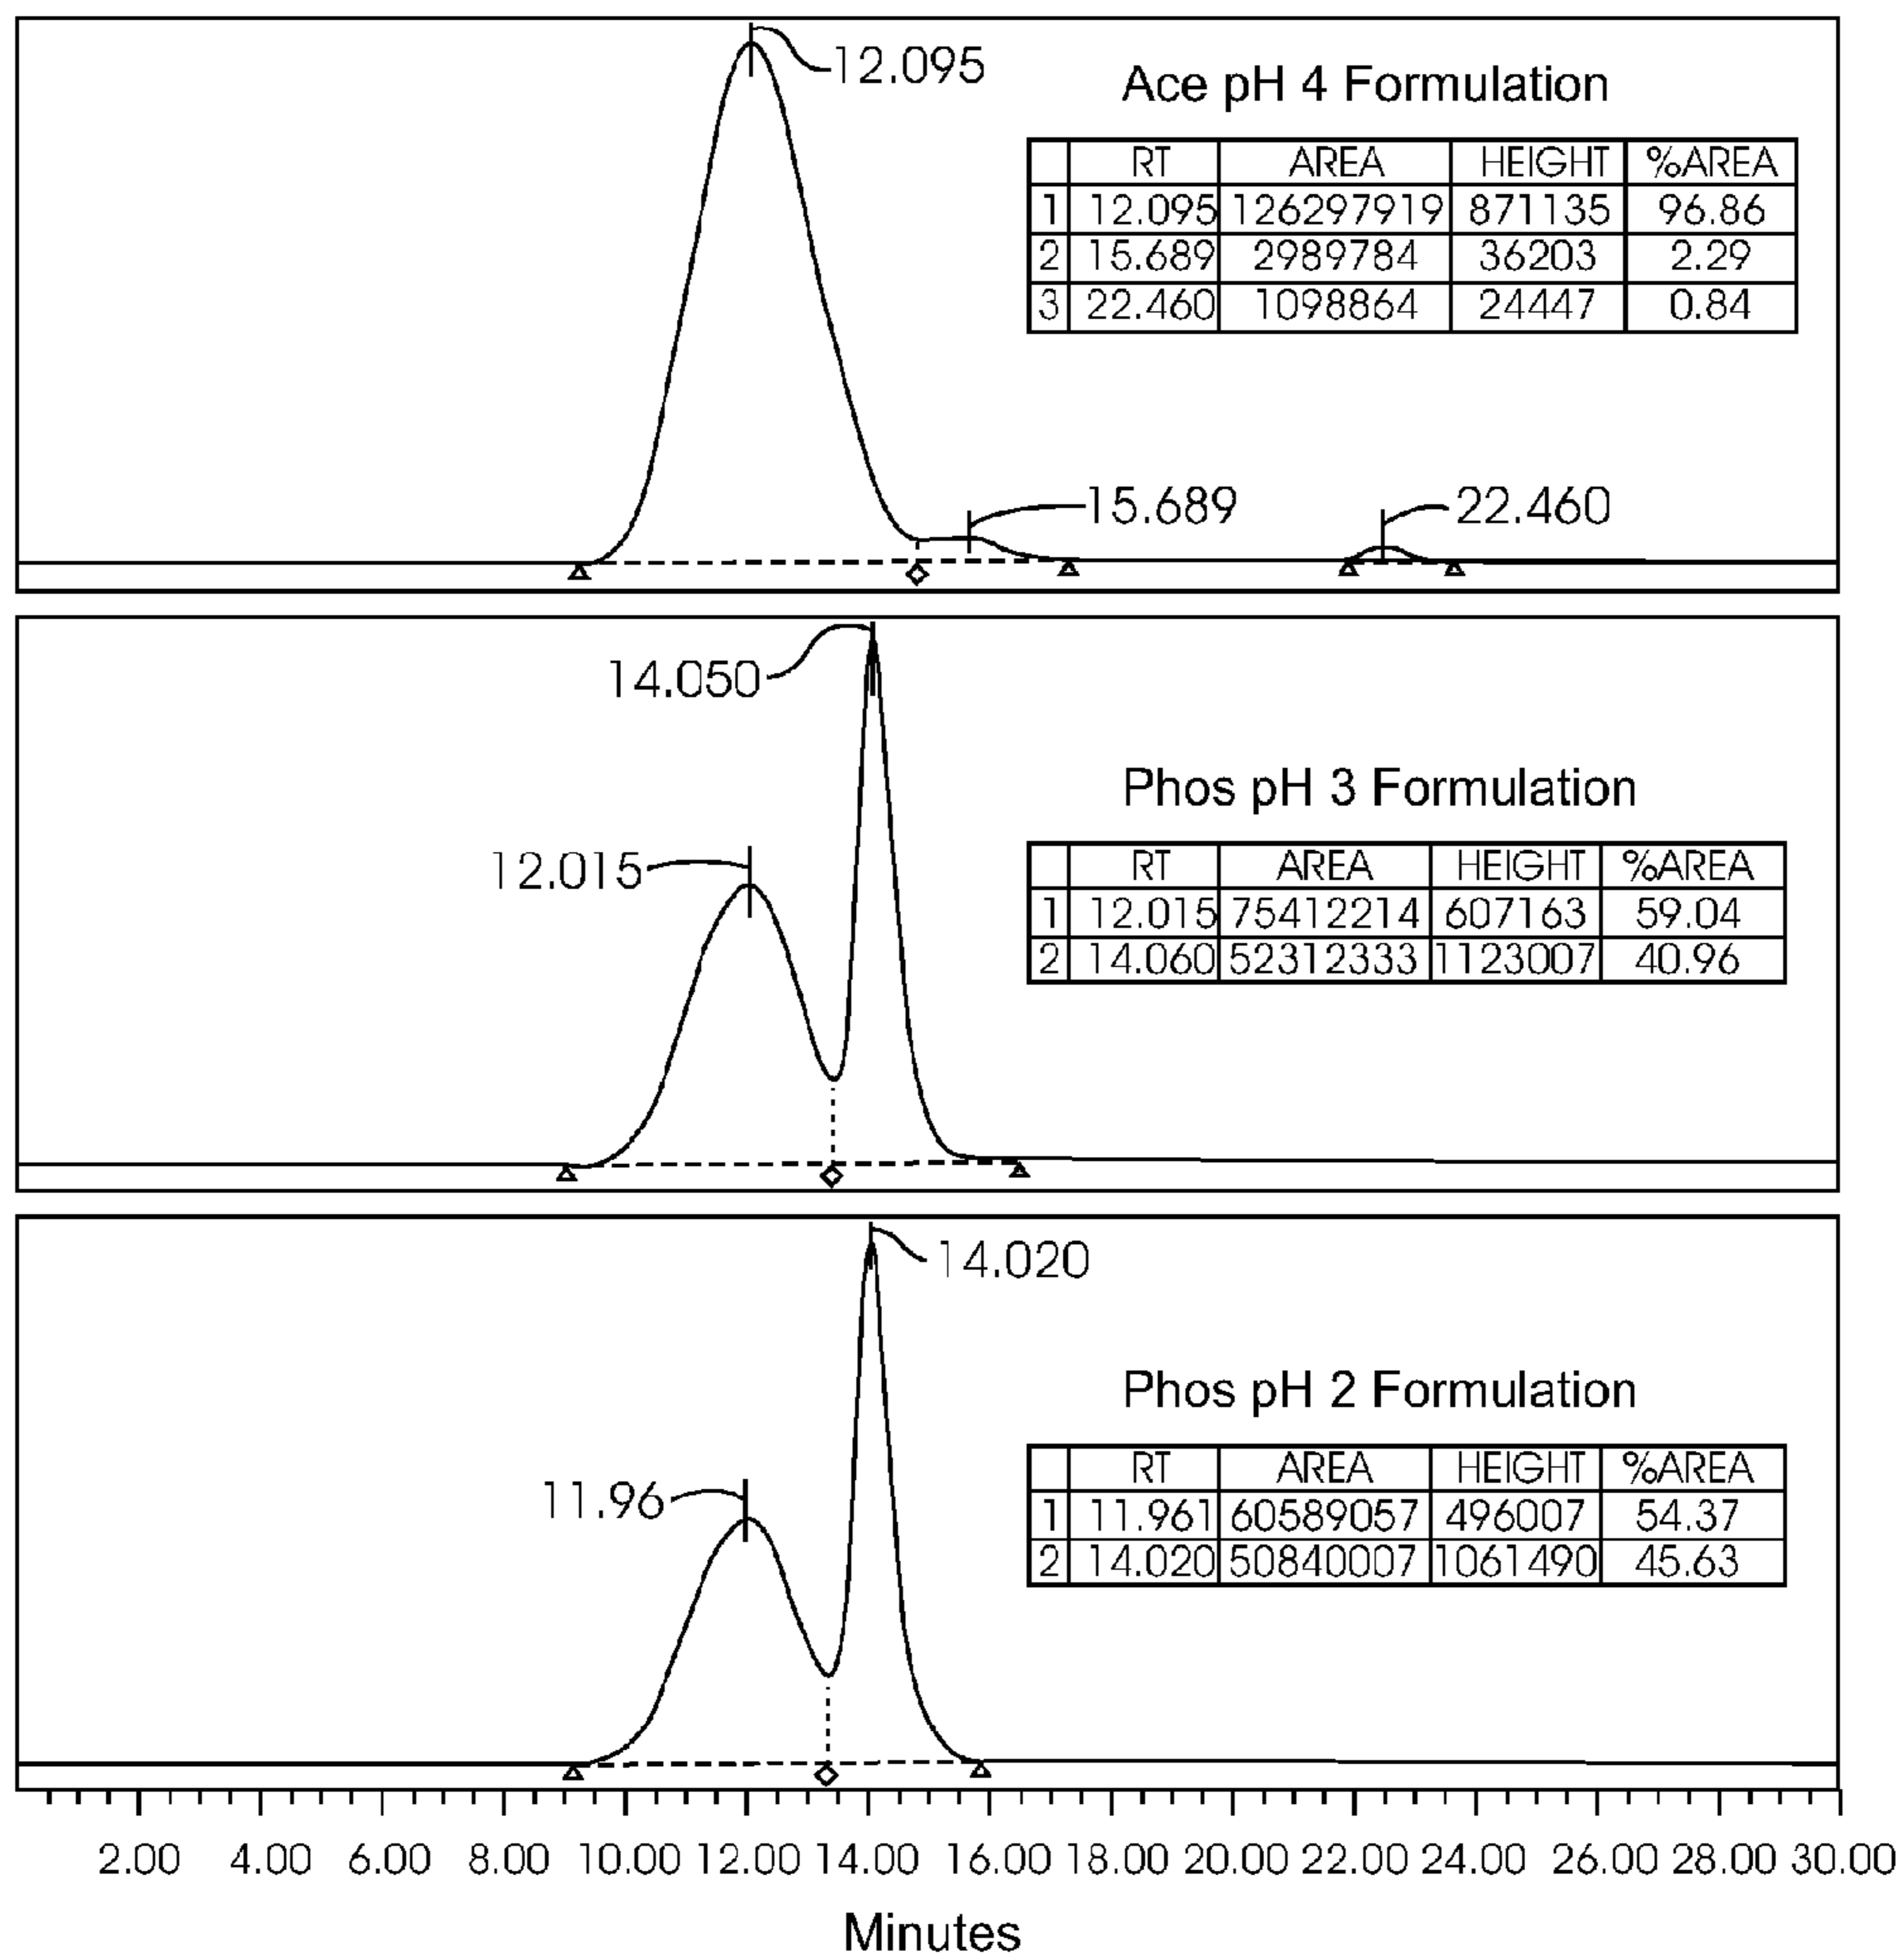 12.095
Ace pH 4 Formulation
RT AREA HEIGHT %AREA
1 12.095 126297919 871135 96.86
2 15.689 2989784 36203 2.29
3 22.460 1098864 24447 0.84
15.689
22.460
14.050
12.015
Phos pH 3 Formulation
RT AREA HEIGHT %AREA
1 12.015 75412214 607163 59.04
2 14.060 52312333 1123007 40.96
14.020
11.96
Phos pH 2 Formulation
RT AREA HEIGHT %AREA
1 11.961 60589057 496007 54.37
2 14.020 50840007 1061490 45.63
2.00 4.00 6.00 8.00 10.00 12.00 14.00 16.00 18.00 20.00 22.00 24.00 26.00 28.00 30.00
Minutes